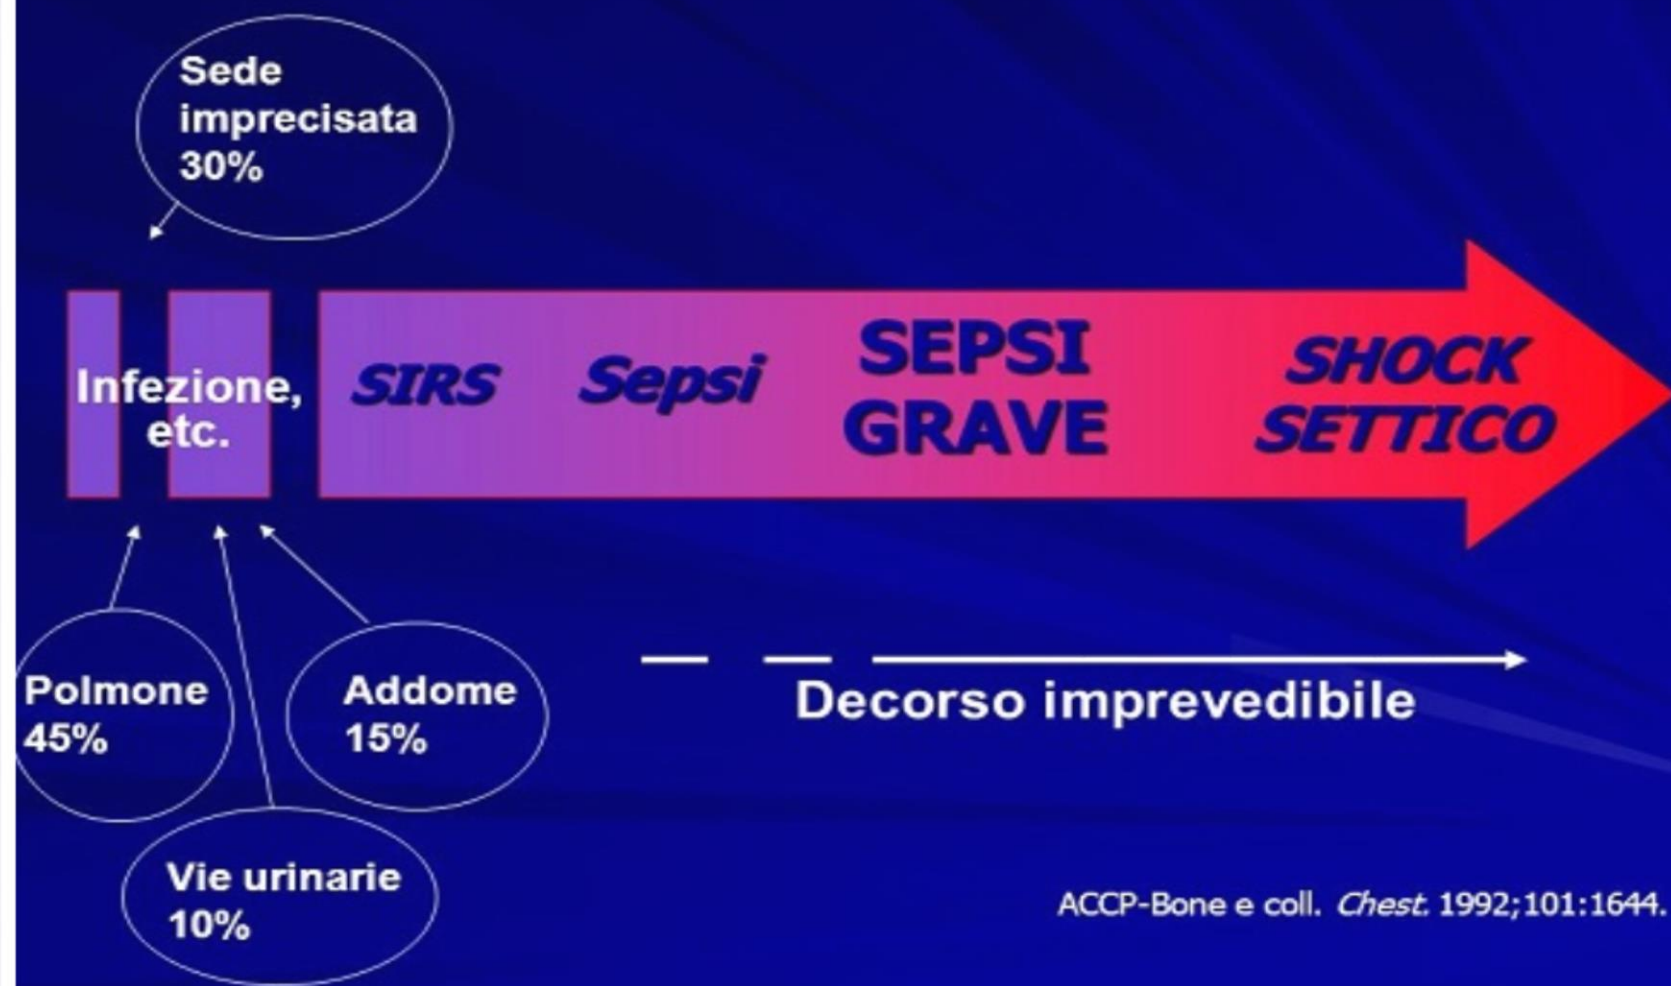 Sede
imprecisata
30%
Infezione,
etc.
SIRS
Sepsi
SEPSI
GRAVE
SHOCK
SETTICO
Polmone
45%
Addome
15%
Vie urinarie
10%
Decorso imprevedibile
ACCP-Bone e coll. Chest. 1992;101:1644.